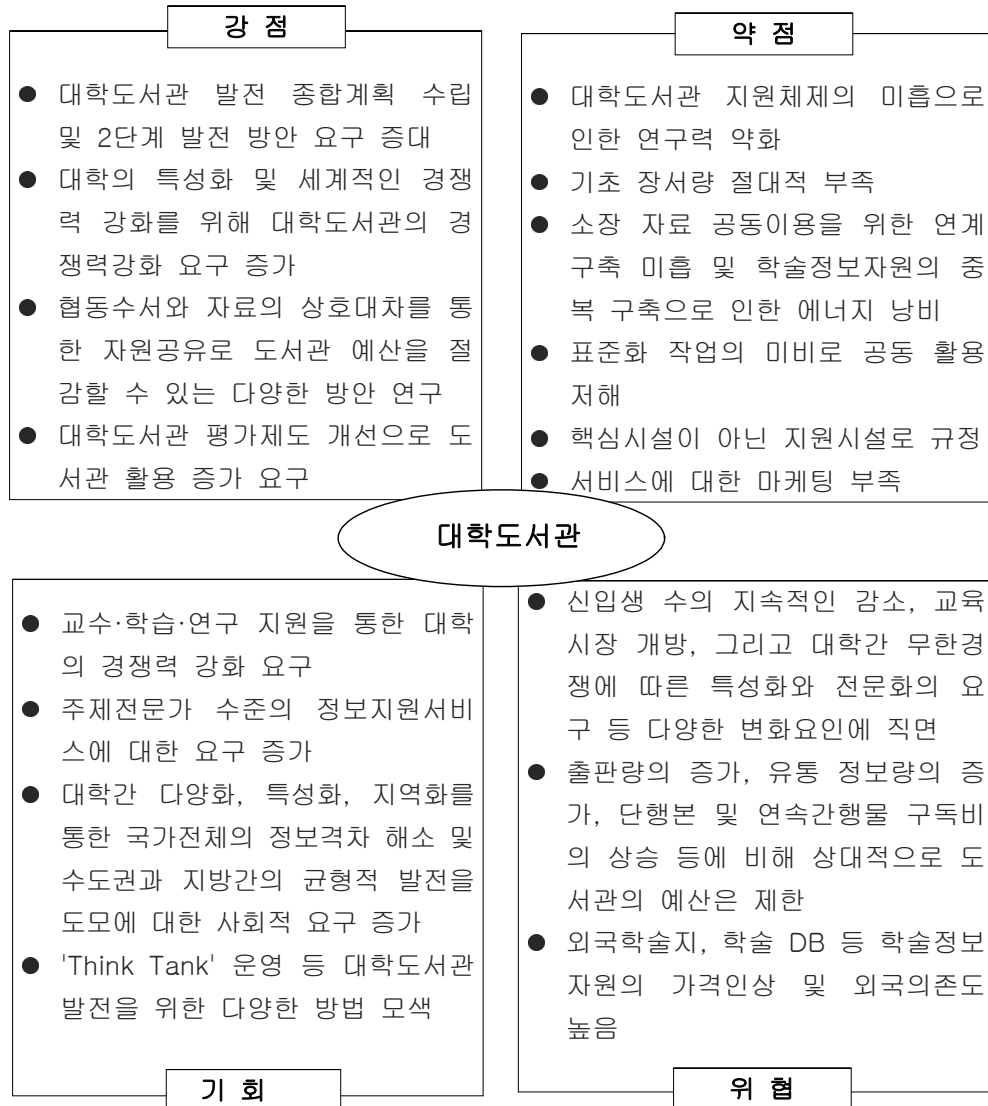 강 점
● 대학도서관 발전 종합계획 수립
및 2단계 발전 방안 요구 증대
● 대학의 특성화 및 세계적인 경쟁
력 강화를 위해 대학도서관의 경
쟁력강화 요구 증가
● 협동수서와 자료의 상호대차를 통
한 자원공유로 도서관 예산을 절
감할 수 있는 다양한 방안 연구
● 대학도서관 평가제도 개선으로 도
서관 활용 증가 요구
약 점
● 대학도서관 지원체제의 미흡으로
인한 연구력 약화
● 기초 장서량 절대적 부족
● 소장 자료 공동이용을 위한 연계
구축 미흡 및 학술정보자원의 중
복 구축으로 인한 에너지 낭비
● 표준화 작업의 미비로 공동 활용
저해
● 핵심시설이 아닌 지원시설로 규정
● 서비스에 대한 마케팅 부족
대학도서관
● 교수·학습·연구 지원을 통한 대학
의 경쟁력 강화 요구
● 주제전문가 수준의 정보지원서비
스에 대한 요구 증가
● 대학간 다양화, 특성화, 지역화를
통한 국가전체의 정보격차 해소 및
수도권과 지방간의 균형적 발전을
도모에 대한 사회적 요구 증가
● 'Think Tank' 운영 등 대학도서관
발전을 위한 다양한 방법 모색
기 회
● 신입생 수의 지속적인 감소, 교육
시장 개방, 그리고 대학간 무한경
쟁에 따른 특성화와 전문화의 요
구 등 다양한 변화요인에 직면
● 출판량의 증가, 유통 정보량의 증
가, 단행본 및 연속간행물 구독비
의 상승 등에 비해 상대적으로 도
서관의 예산은 제한
● 외국학술지, 학술 DB 등 학술정보
자원의 가격인상 및 외국의존도
높음
위 협